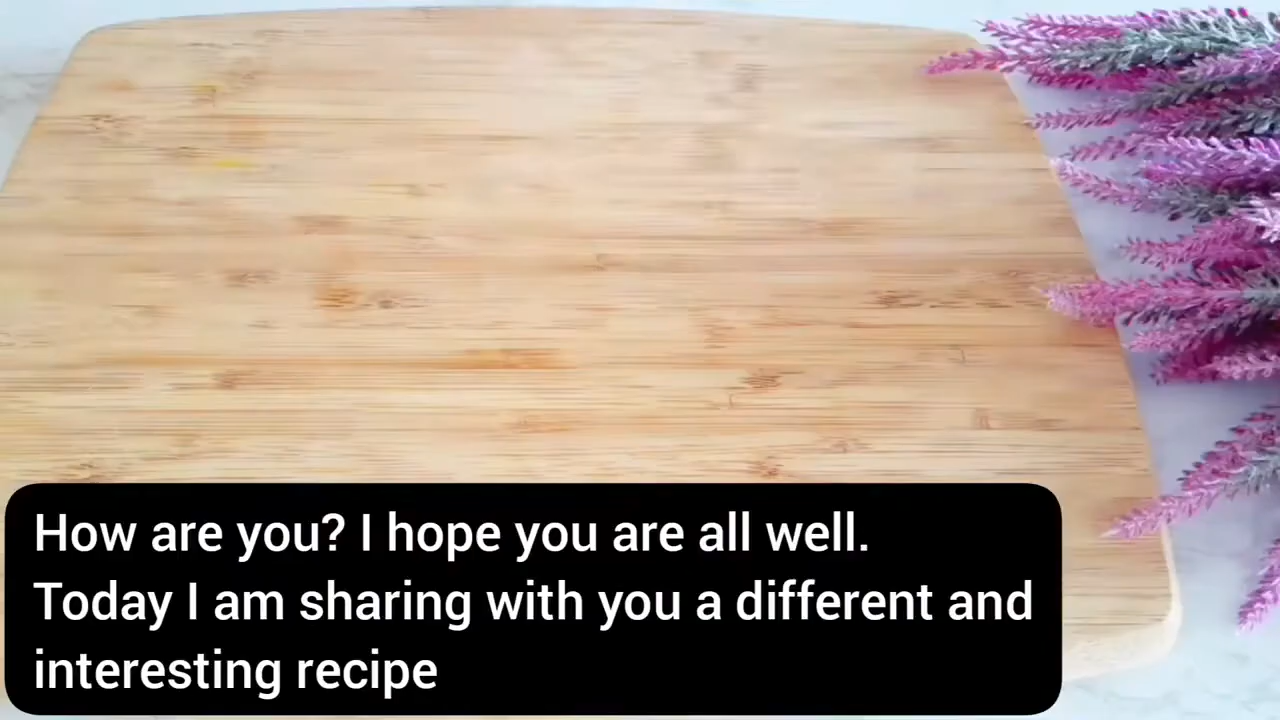 How are you? I hope you are all well.
Today I am sharing with you a different and
interesting recipe